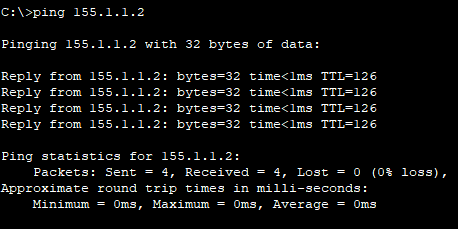 C:\>ping 155.1.1.2
Pinging 155.1.1.2 with 32 bytes of data:
Reply from 155.1.1.2: bytes=32 time<1ms TTL=126
Reply from 155.1.1.2: bytes=32 time<1ms TTL=126
Reply from 155.1.1.2: bytes=32 time<1ms TTL=126
Reply from 155.1.1.2: bytes=32 time<1ms TTL=126
Ping statistics for 155.1.1.2:
    Packets: Sent = 4, Received = 4, Lost = 0 (0% loss),
Approximate round trip times in milli-seconds:
    Minimum = 0ms, Maximum = 0ms, Average = 0ms